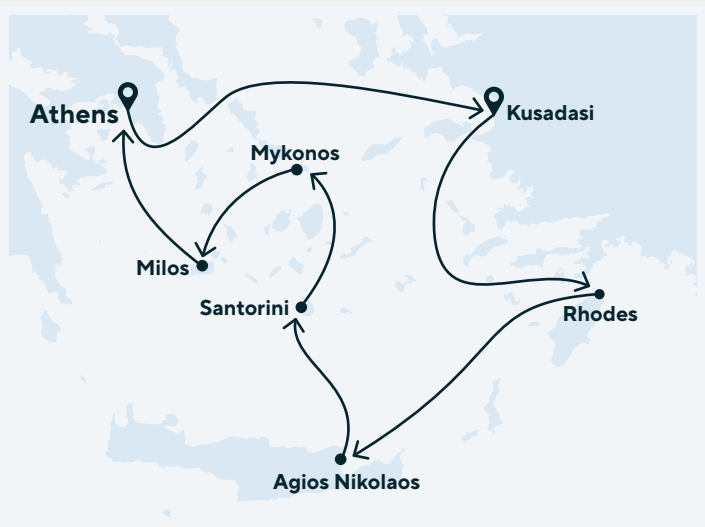 Athens
Kusadasi
Mykonos
Milos
Santorini
Rhodes
Agios Nikolaos